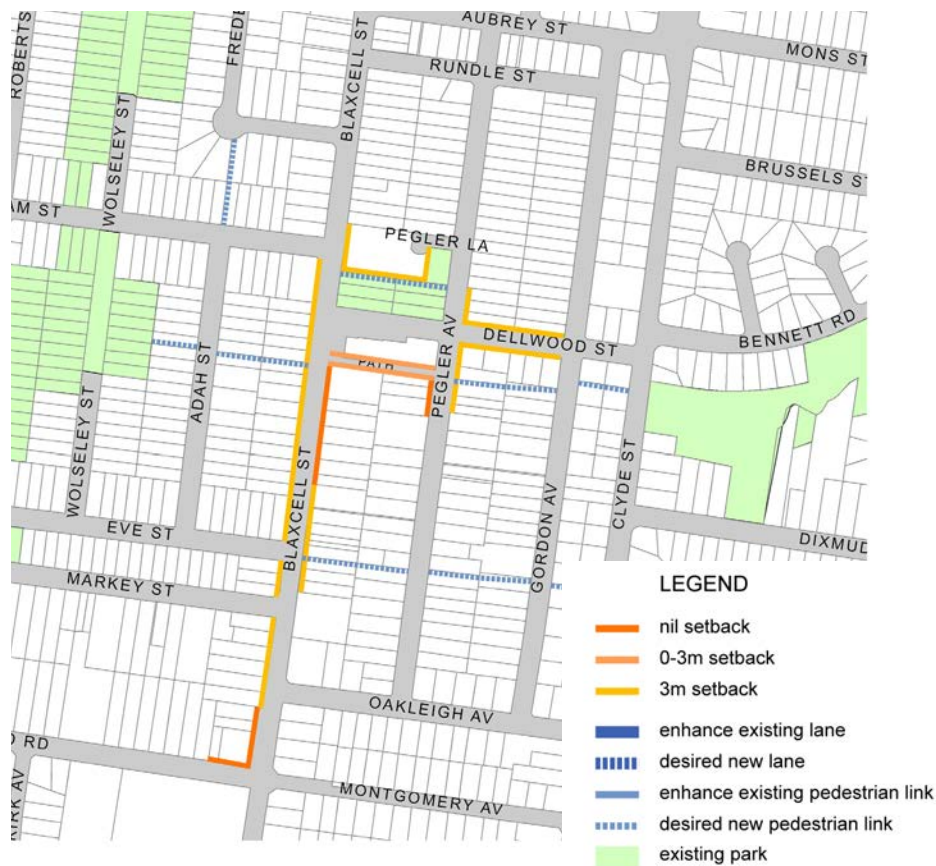 AUBREY ST
MONS ST
ROBERTS
FREDE
BLAXCELL ST
RUNDLE ST
WOLSELEY ST
BRUSSELS ST
AM ST
PEGLER LA
DELLWOOD ST
BENNETT RD
PEGLER AV
PATH
ADAH ST
WOLSELEY ST
BLAXCELL ST
GORDON AV
CLYDE ST
EVE ST
DIXMUD
MARKEY ST
OAKLEIGH AV
RD
MONTGOMERY AV
KIRK AV
LEGEND
nil setback
0-3m setback
3m setback
enhance existing lane
desired new lane
enhance existing pedestrian link
desired new pedestrian link
existing park